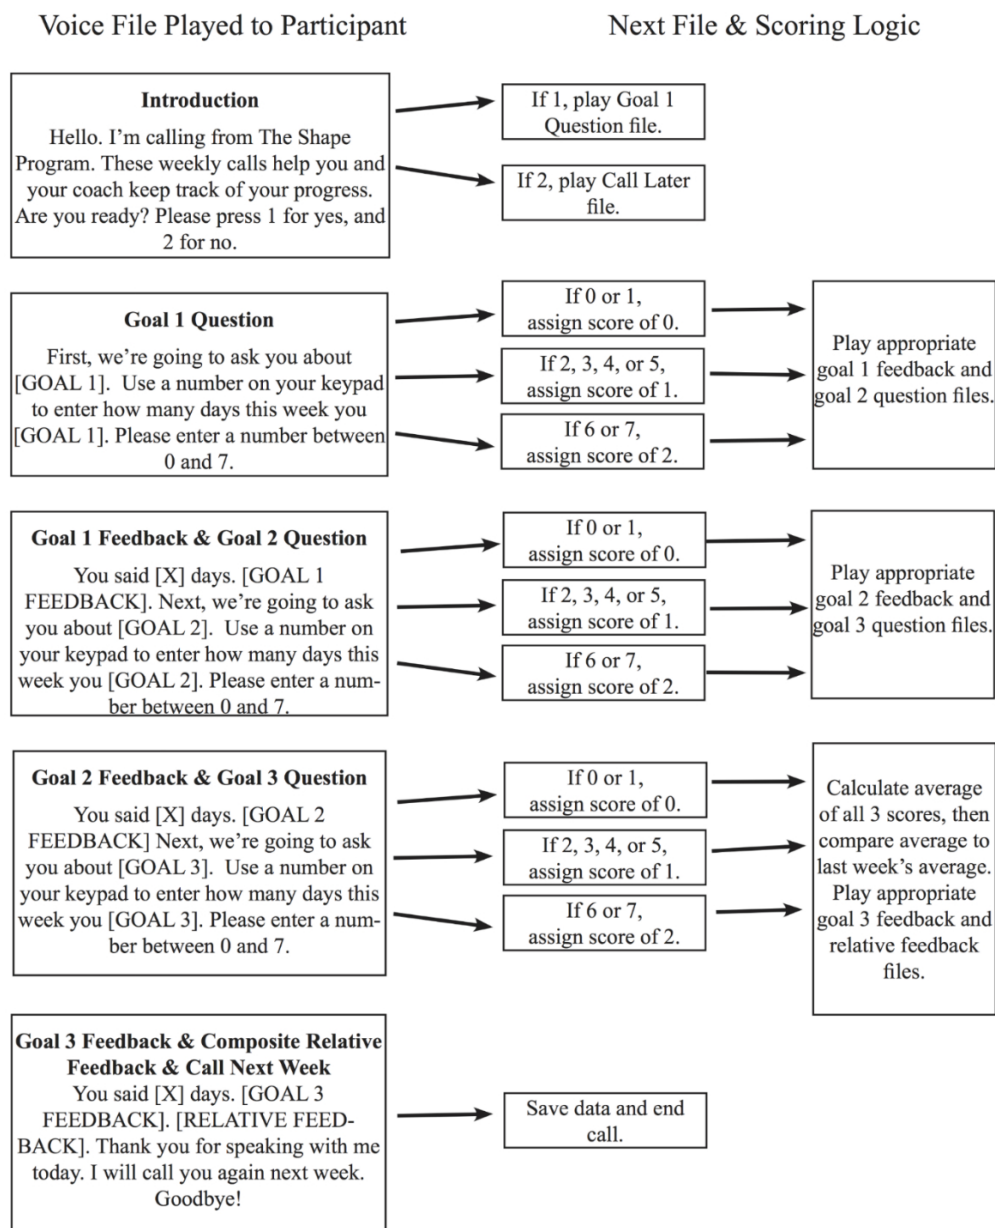 Voice File Played to Participant
Next File & Scoring Logic
Introduction
Hello. I'm calling from The Shape
Program. These weekly calls help you and
your coach keep track of your progress.
Are you ready? Please press 1 for yes, and
2 for no.
If 1, play Goal 1
Question file.
If 2, play Call Later
file.
Goal 1 Question
First, we're going to ask you about
[GOAL 1].  Use a number on your keypad
to enter how many days this week you
[GOAL 1]. Please enter a number between
0 and 7.
If 0 or 1,
assign score of 0.
If 2, 3, 4, or 5,
assign score of 1.
If 6 or 7,
assign score of 2.
Play appropriate
goal 1 feedback and
goal 2 question files.
Goal 1 Feedback & Goal 2 Question
You said [X] days. [GOAL 1
FEEDBACK]. Next, we're going to ask
you about [GOAL 2].  Use a number on
your keypad to enter how many days this
week you [GOAL 2]. Please enter a num-
ber between 0 and 7.
If 0 or 1,
assign score of 0.
If 2, 3, 4, or 5,
assign score of 1.
If 6 or 7,
assign score of 2.
Play appropriate
goal 2 feedback and
goal 3 question files.
Goal 2 Feedback & Goal 3 Question
You said [X] days. [GOAL 2
FEEDBACK] Next, we're going to ask
you about [GOAL 3].  Use a number on
your keypad to enter how many days this
week you [GOAL 3]. Please enter a num-
ber between 0 and 7.
If 0 or 1,
assign score of 0.
If 2, 3, 4, or 5,
assign score of 1.
If 6 or 7,
assign score of 2.
Calculate average
of all 3 scores, then
compare average to
last week's average.
Play appropriate
goal 3 feedback and
relative feedback
files.
Goal 3 Feedback & Composite Relative
Feedback & Call Next Week
You said [X] days. [GOAL 3
FEEDBACK]. [RELATIVE FEED-
BACK]. Thank you for speaking with me
today. I will call you again next week.
Goodbye!
Save data and end
call.